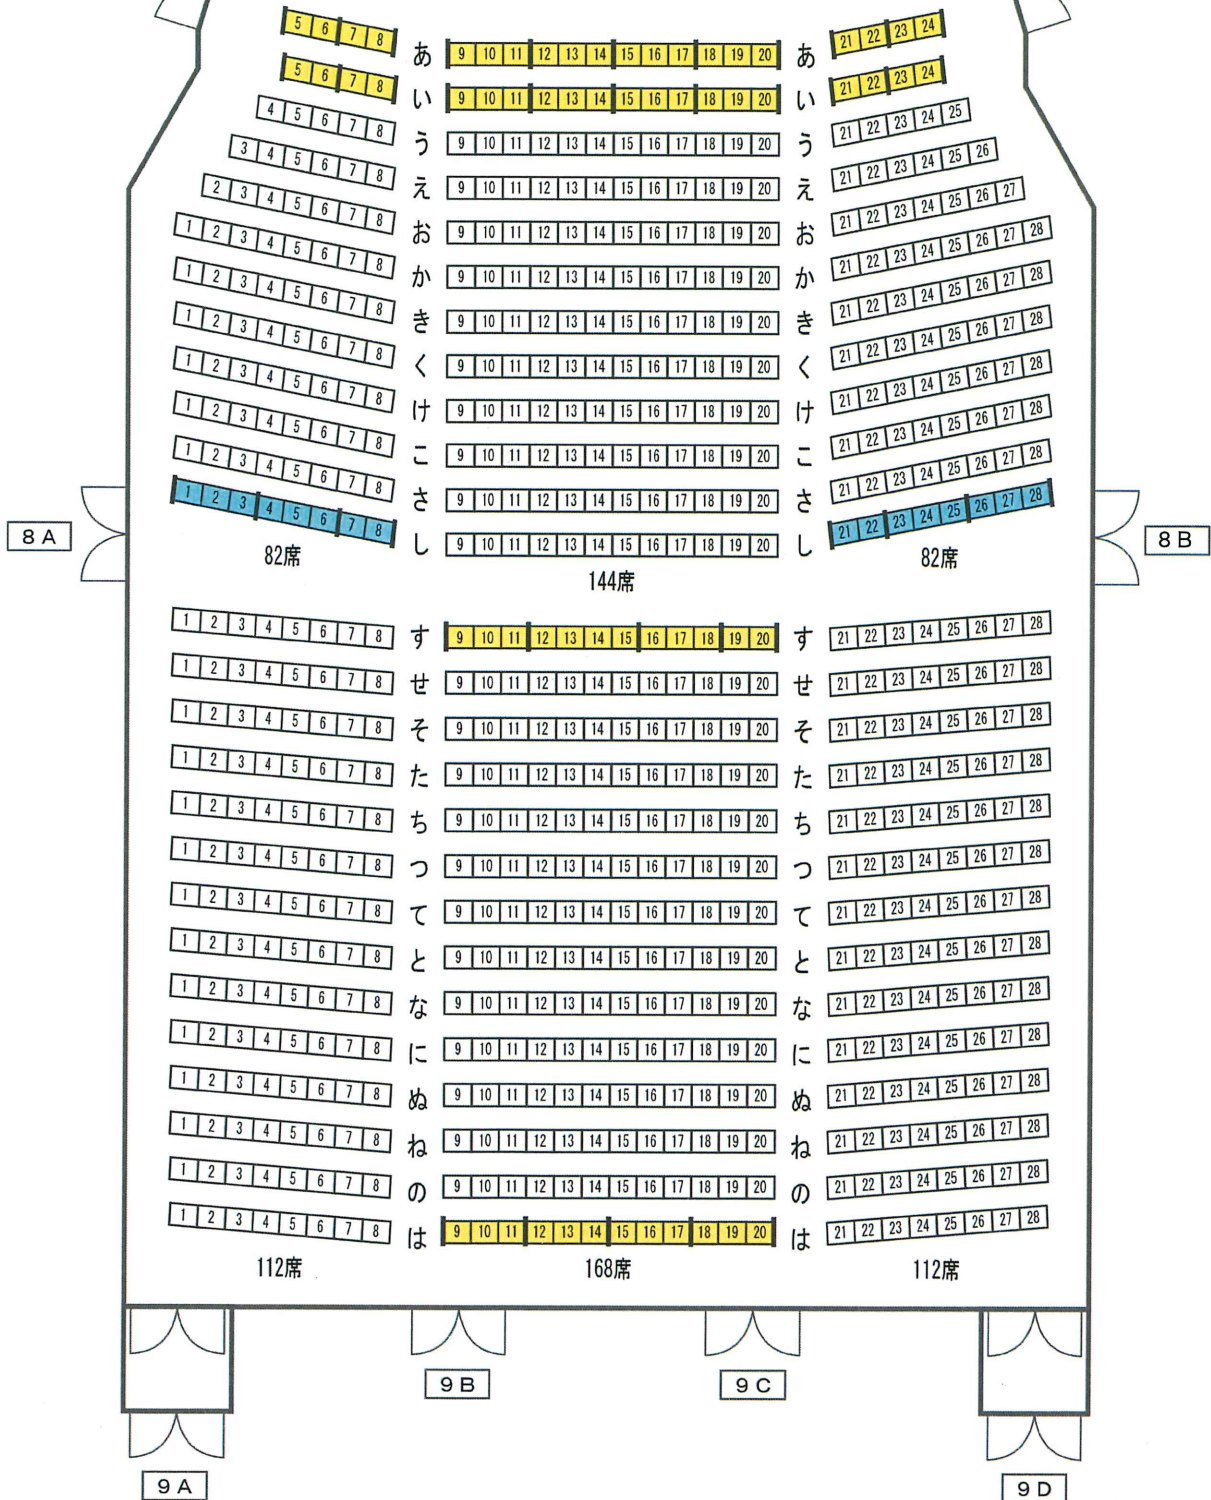 5 6 7 8 あ 9 10 11 12 13 14 15 16 17 18 19 20 あ 21 22 23 24
5 6 7 8 い 9 10 11 12 13 14 15 16 17 18 19 20 い 21 22 23 24
4 5 6 7 8 う 9 10 11 12 13 14 15 16 17 18 19 20 う 21 22 23 24 25
3 4 5 6 7 8 え 9 10 11 12 13 14 15 16 17 18 19 20 え 21 22 23 24 25 26
2 3 4 5 6 7 8 お 9 10 11 12 13 14 15 16 17 18 19 20 お 21 22 23 24 25 26 27
1 2 3 4 5 6 7 8 か 9 10 11 12 13 14 15 16 17 18 19 20 か 21 22 23 24 25 26 27 28
1 2 3 4 5 6 7 8 き 9 10 11 12 13 14 15 16 17 18 19 20 き 21 22 23 24 25 26 27 28
1 2 3 4 5 6 7 8 く 9 10 11 12 13 14 15 16 17 18 19 20 く 21 22 23 24 25 26 27 28
1 2 3 4 5 6 7 8 け 9 10 11 12 13 14 15 16 17 18 19 20 け 21 22 23 24 25 26 27 28
1 2 3 4 5 6 7 8 こ 9 10 11 12 13 14 15 16 17 18 19 20 こ 21 22 23 24 25 26 27 28
1 2 3 4 5 6 7 8 さ 9 10 11 12 13 14 15 16 17 18 19 20 さ 21 22 23 24 25 26 27 28
1 2 3 4 5 6 7 8 し 9 10 11 12 13 14 15 16 17 18 19 20 し 21 22 23 24 25 26 27 28
8A 8B
82席 144席 82席
1 2 3 4 5 6 7 8 す 9 10 11 12 13 14 15 16 17 18 19 20 す 21 22 23 24 25 26 27 28
1 2 3 4 5 6 7 8 せ 9 10 11 12 13 14 15 16 17 18 19 20 せ 21 22 23 24 25 26 27 28
1 2 3 4 5 6 7 8 そ 9 10 11 12 13 14 15 16 17 18 19 20 そ 21 22 23 24 25 26 27 28
1 2 3 4 5 6 7 8 た 9 10 11 12 13 14 15 16 17 18 19 20 た 21 22 23 24 25 26 27 28
1 2 3 4 5 6 7 8 ち 9 10 11 12 13 14 15 16 17 18 19 20 ち 21 22 23 24 25 26 27 28
1 2 3 4 5 6 7 8 つ 9 10 11 12 13 14 15 16 17 18 19 20 つ 21 22 23 24 25 26 27 28
1 2 3 4 5 6 7 8 て 9 10 11 12 13 14 15 16 17 18 19 20 て 21 22 23 24 25 26 27 28
1 2 3 4 5 6 7 8 と 9 10 11 12 13 14 15 16 17 18 19 20 と 21 22 23 24 25 26 27 28
1 2 3 4 5 6 7 8 な 9 10 11 12 13 14 15 16 17 18 19 20 な 21 22 23 24 25 26 27 28
1 2 3 4 5 6 7 8 に 9 10 11 12 13 14 15 16 17 18 19 20 に 21 22 23 24 25 26 27 28
1 2 3 4 5 6 7 8 ぬ 9 10 11 12 13 14 15 16 17 18 19 20 ぬ 21 22 23 24 25 26 27 28
1 2 3 4 5 6 7 8 ね 9 10 11 12 13 14 15 16 17 18 19 20 ね 21 22 23 24 25 26 27 28
1 2 3 4 5 6 7 8 の 9 10 11 12 13 14 15 16 17 18 19 20 の 21 22 23 24 25 26 27 28
1 2 3 4 5 6 7 8 は 9 10 11 12 13 14 15 16 17 18 19 20 は 21 22 23 24 25 26 27 28
112席 168席 112席
9B 9C
9A 9D